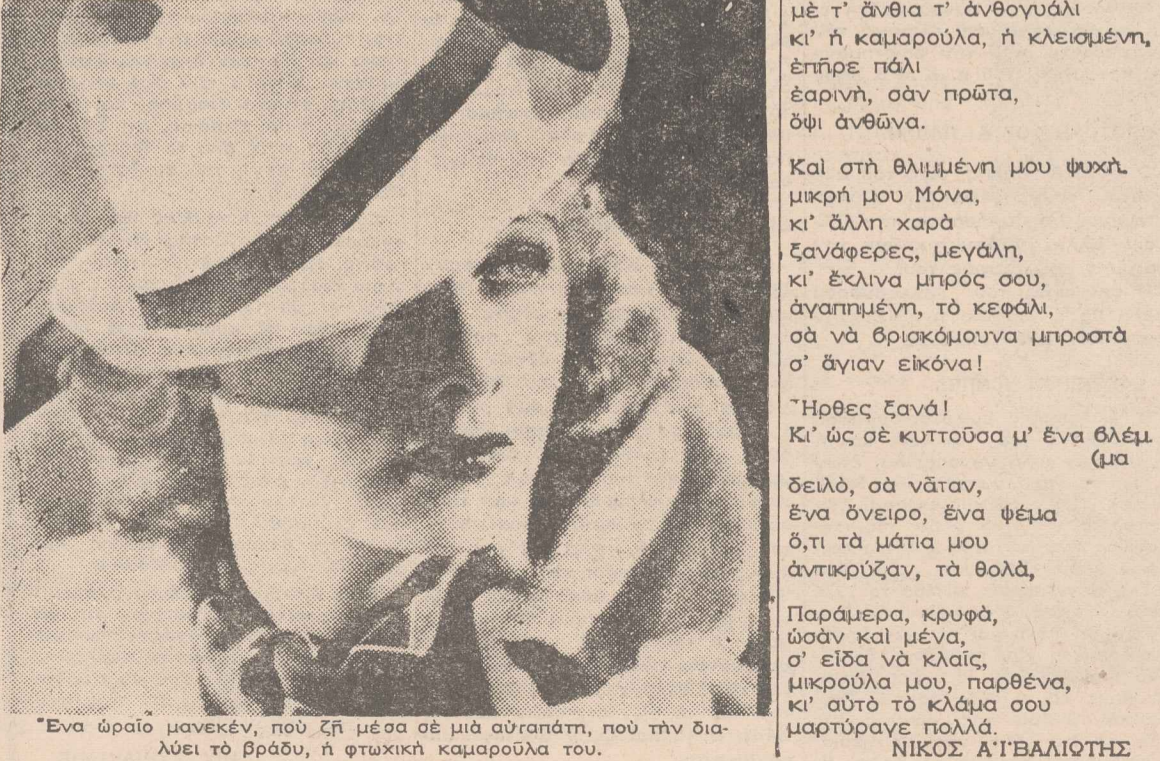 μὲ τ' ἄνθια τ' ἀνθογυάλι
κι' ἡ καμαρούλα, ἡ κλεισμένη,
ἐπῆρε πάλι
ἐαρινὴ, σὰν πρῶτα,
ὄψι ἀνθῶνα.
Καὶ στὴ θλιμμένη μου ψυχὴ.
μικρή μου Μόνα,
κι' ἄλλη χαρὰ
ξανάφερες, μεγάλη,
κι' ἔκλινα μπρός σου,
ἀγαπημένη, τὸ κεφάλι,
σὰ νὰ βρισκόμουνα μπροστὰ
σ' ἅγιαν εἰκόνα!
Ἦρθες ξανά!
Κι' ὡς σὲ κυττοῦσα μ' ἕνα βλέμ
(μα
δειλὸ, σὰ νἆταν,
ἕνα ὄνειρο, ἕνα ψέμα
ὅ,τι τὰ μάτια μου
ἀντικρύζαν, τὰ θολὰ,
Παράμερα, κρυφὰ,
ὡσὰν καὶ μένα,
σ' εἶδα νὰ κλαῖς,
μικρούλα μου, παρθένα,
κι' αὐτὸ τὸ κλάμα σου
μαρτύραγε πολλά.
ΝΙΚΟΣ Α·Ι·ΒΑΛΙΩΤΗΣ
Ἕνα ὡραῖο μανεκέν, ποὺ ζῆ μέσα σὲ μιὰ αὐταπάτη, ποὺ τὴν δια-
λύει τὸ βράδυ, ἡ φτωχικὴ καμαροῦλα του.